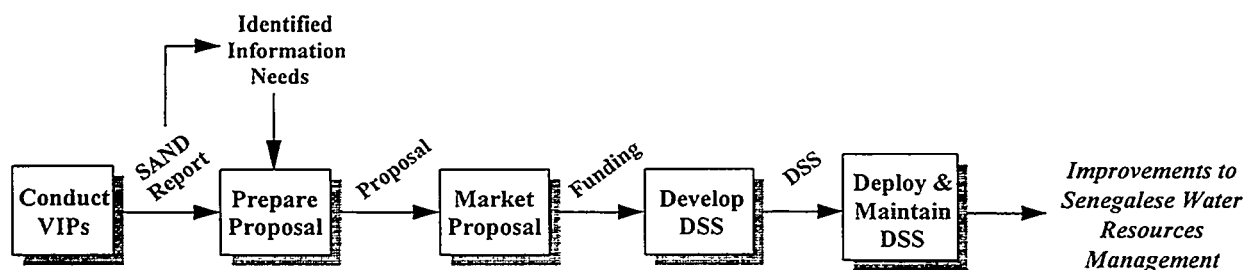 Identified
Information
Needs
SAND
Report
Proposal
Funding
DSS
Conduct
VIPs
Prepare
Proposal
Market
Proposal
Develop
DSS
Deploy &
Maintain
DSS
Improvements to
Senegalese Water
Resources
Management